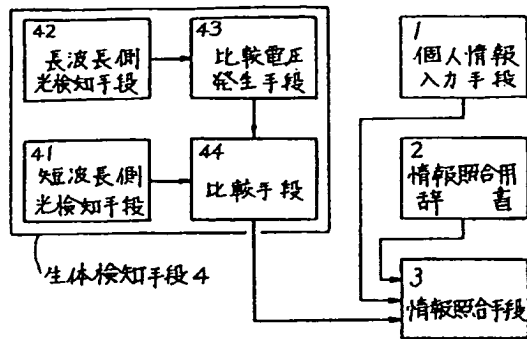 42
長波長側
光検知手段
43
比較電圧
発生手段
1
個人情報
入力手段
41
短波長側
光検知手段
44
比較手段
2
情報照合用
辞書
生体検知手段4
3
情報照合手段